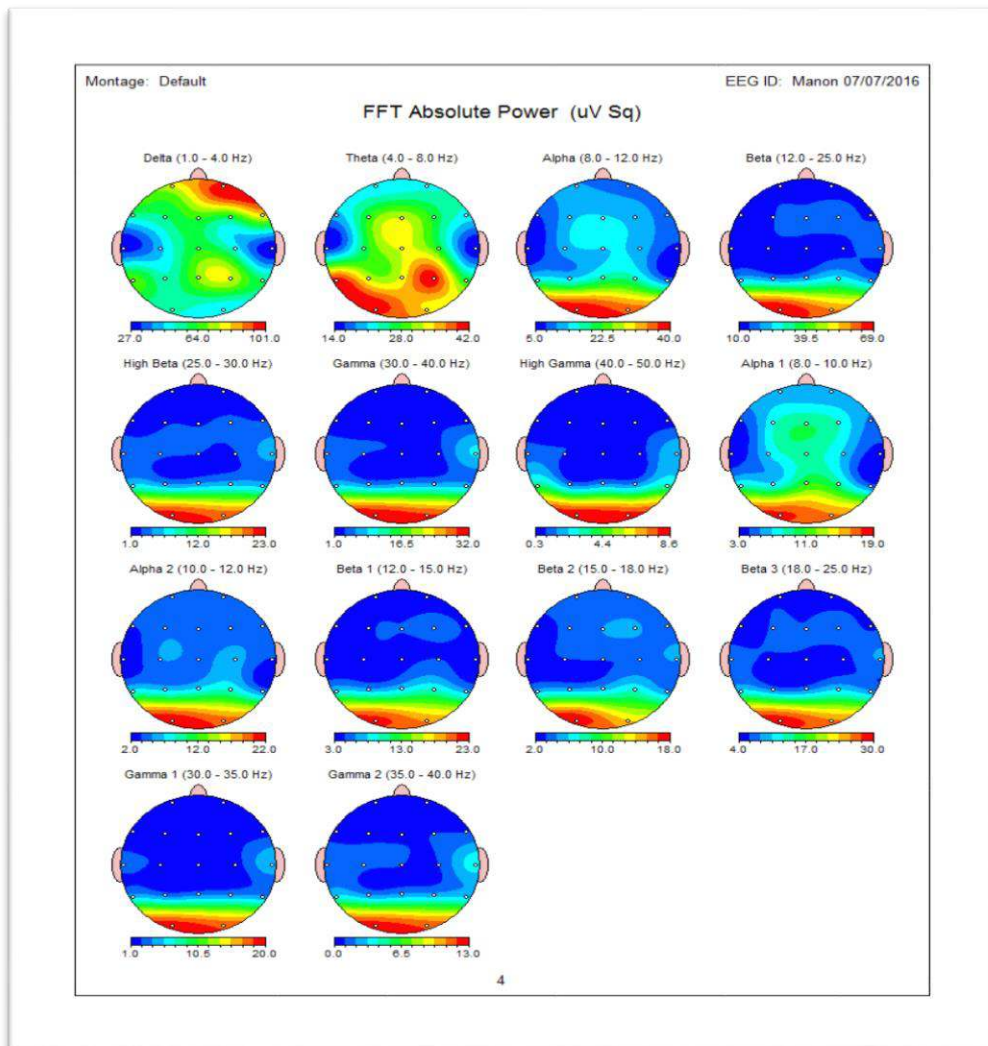 Montage: Default EEG ID: Manon 07/07/2016
FFT Absolute Power (uV Sq)
Delta (1.0 - 4.0 Hz) Theta (4.0 - 8.0 Hz) Alpha (8.0 - 12.0 Hz) Beta (12.0 - 25.0 Hz)
27.0 64.0 101.0 14.0 28.0 42.0 5.0 22.5 40.0 10.0 39.5 69.0
High Beta (25.0 - 30.0 Hz) Gamma (30.0 - 40.0 Hz) High Gamma (40.0 - 50.0 Hz) Alpha 1 (8.0 - 10.0 Hz)
1.0 12.0 23.0 1.0 16.5 32.0 0.3 4.4 8.6 3.0 11.0 19.0
Alpha 2 (10.0 - 12.0 Hz) Beta 1 (12.0 - 15.0 Hz) Beta 2 (15.0 - 18.0 Hz) Beta 3 (18.0 - 25.0 Hz)
2.0 12.0 22.0 3.0 13.0 23.0 2.0 10.0 18.0 4.0 17.0 30.0
Gamma 1 (30.0 - 35.0 Hz) Gamma 2 (35.0 - 40.0 Hz)
1.0 10.5 20.0 0.0 6.5 13.0
4